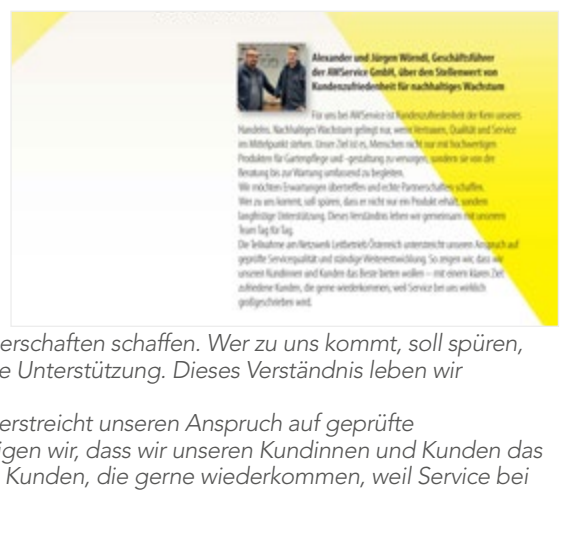 Alexander und Jürgen Wörndl, Geschäftsführer
der AWService GmbH, über den Stellenwert von
Kundenzufriedenheit für nachhaltiges Wachstum
Für uns bei AWService ist Kundenzufriedenheit der Kern unseres
Handelns. Nachhaltiges Wachstum gelingt nur, wenn Vertrauen, Qualität und Service
im Mittelpunkt stehen. Unser Ziel ist es, Menschen nicht nur mit hochwertigen
Produkten für Gartenpflege und -gestaltung zu versorgen, sondern sie von der
Beratung bis zur Wartung umfassend zu begleiten.
Wir möchten Erwartungen übertreffen und echte Partnerschaften schaffen.
Wer zu uns kommt, soll spüren, dass er nicht nur ein Produkt erhält, sondern
langfristige Unterstützung. Dieses Verständnis leben wir gemeinsam mit unserem
Team Tag für Tag.
Die Teilnahme am Netzwerk Leitbetrieb Österreich unterstreicht unseren Anspruch auf
geprüfte Servicequalität und ständige Weiterentwicklung. So zeigen wir, dass wir
unseren Kundinnen und Kunden das Beste bieten wollen – mit einem klaren Ziel:
zufriedene Kunden, die gerne wiederkommen, weil Service bei uns wirklich
großgeschrieben wird.
erschaften schaffen. Wer zu uns kommt, soll spüren,
e Unterstützung. Dieses Verständnis leben wir
erstreicht unseren Anspruch auf geprüfte
igen wir, dass wir unseren Kundinnen und Kunden das
Kunden, die gerne wiederkommen, weil Service bei